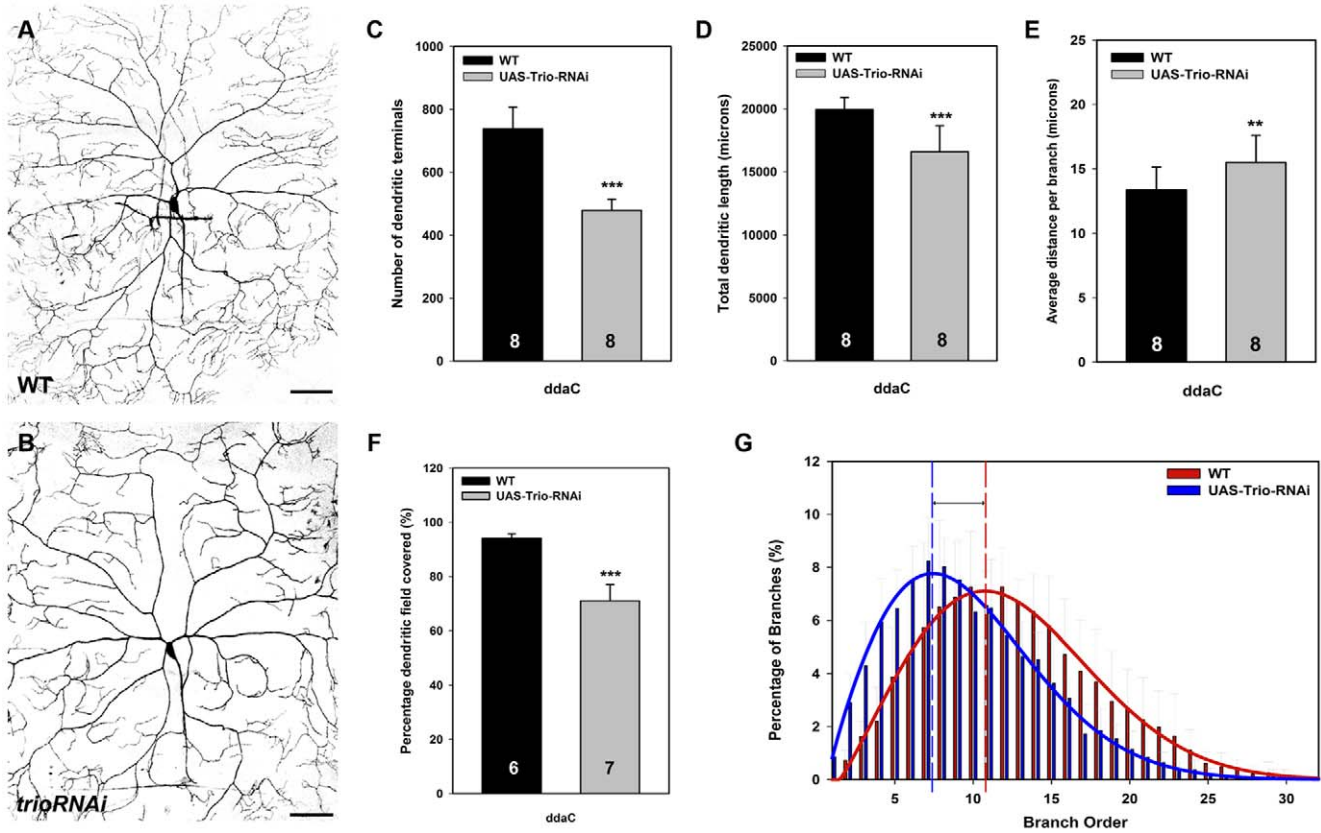 A
WT
B
trioRNAi
C
Number of dendritic terminals
1000
800
600
400
200
0
WT
UAS-Trio-RNAi
***
8
8
ddaC
D
Total dendritic length (microns)
25000
20000
15000
10000
5000
0
WT
UAS-Trio-RNAi
***
8
8
ddaC
E
Average distance per branch (microns)
25
20
15
10
5
0
WT
UAS-Trio-RNAi
**
8
8
ddaC
F
Percentage dendritic field covered (%)
120
100
80
60
40
20
0
WT
UAS-Trio-RNAi
***
6
7
ddaC
G
Percentage of Branches (%)
12
10
8
6
4
2
0
WT
UAS-Trio-RNAi
5 10 15 20 25 30
Branch Order